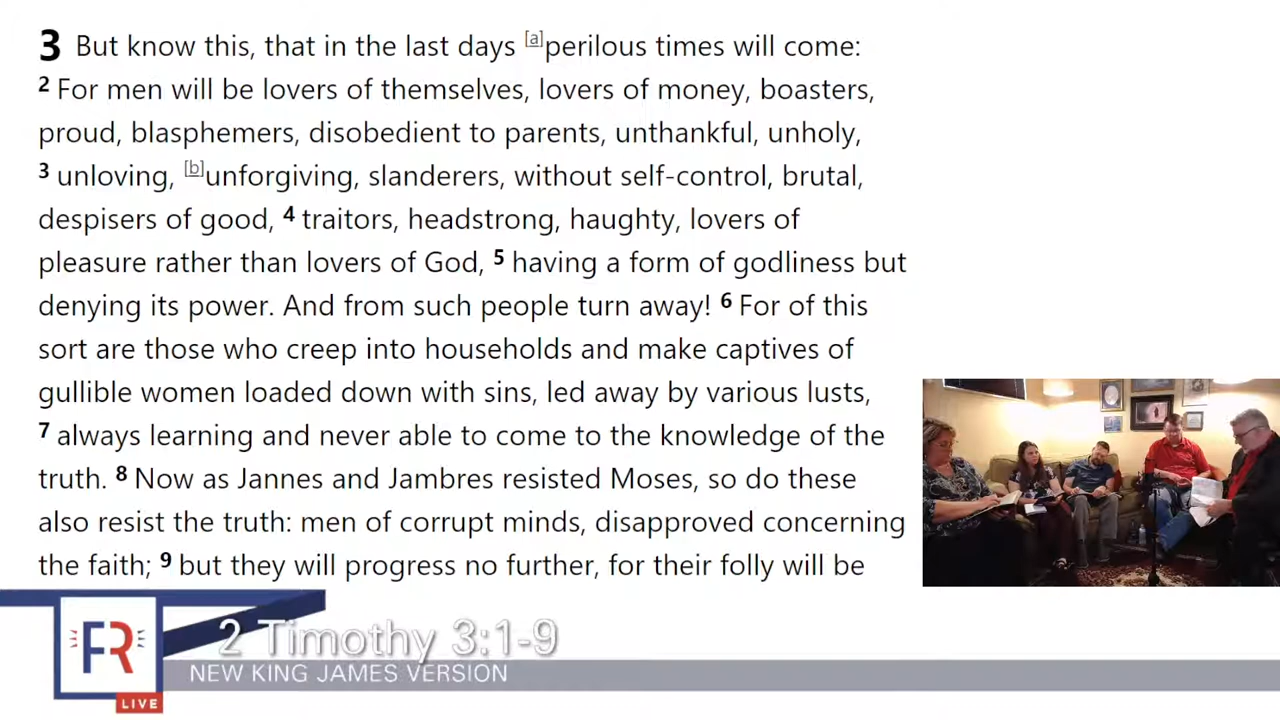 3 But know this, that in the last days [a]perilous times will come:
2 For men will be lovers of themselves, lovers of money, boasters,
proud, blasphemers, disobedient to parents, unthankful, unholy,
3 unloving, [b]unforgiving, slanderers, without self-control, brutal,
despisers of good, 4 traitors, headstrong, haughty, lovers of
pleasure rather than lovers of God, 5 having a form of godliness but
denying its power. And from such people turn away! 6 For of this
sort are those who creep into households and make captives of
gullible women loaded down with sins, led away by various lusts,
7 always learning and never able to come to the knowledge of the
truth. 8 Now as Jannes and Jambres resisted Moses, so do these
also resist the truth: men of corrupt minds, disapproved concerning
the faith; 9 but they will progress no further, for their folly will be
2 Timothy 3:1-9
NEW KING JAMES VERSION
FR
LIVE